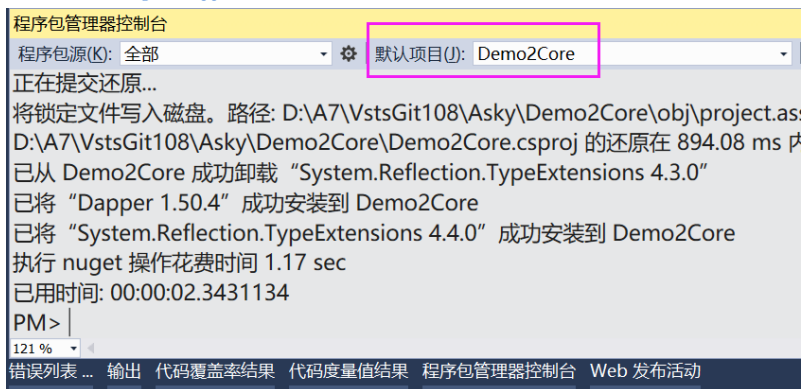 程序包管理器控制台
程序包源(K): 全部 默认项目(J): Demo2Core
正在提交还原...
将锁定文件写入磁盘。路径: D:\A7\VstsGit108\Asky\Demo2Core\obj\project.ass
D:\A7\VstsGit108\Asky\Demo2Core\Demo2Core.csproj 的还原在 894.08 ms 内
已从 Demo2Core 成功卸载“System.Reflection.TypeExtensions 4.3.0”
已将“Dapper 1.50.4”成功安装到 Demo2Core
已将“System.Reflection.TypeExtensions 4.4.0”成功安装到 Demo2Core
执行 nuget 操作花费时间 1.17 sec
已用时间: 00:00:02.3431134
PM>
121 %
错误列表 ... 输出 代码覆盖率结果 代码度量值结果 程序包管理器控制台 Web 发布活动